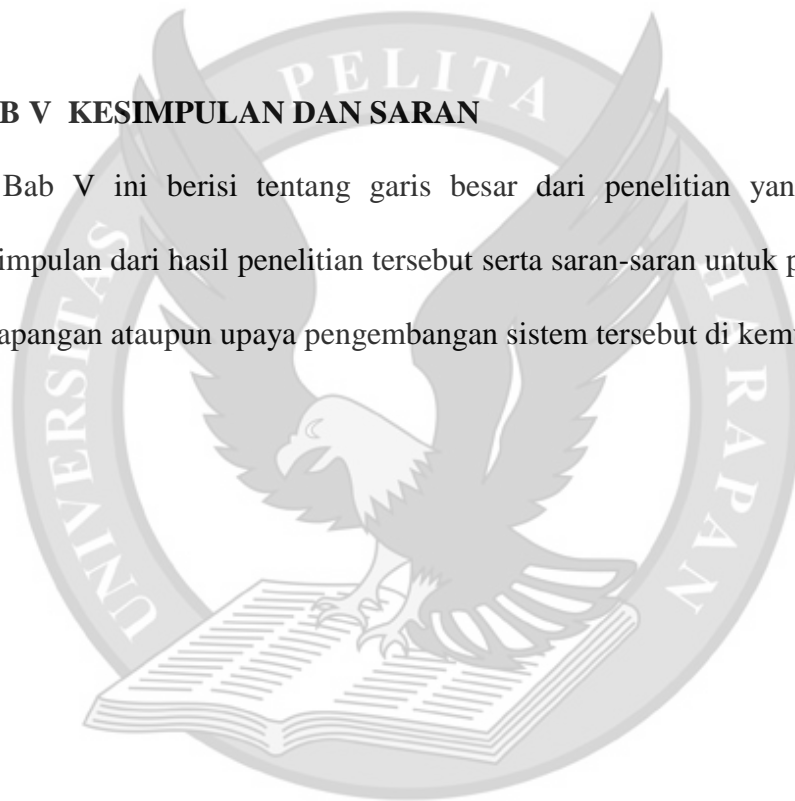 B V KESIMPULAN DAN SARAN
Bab V ini berisi tentang garis besar dari penelitian yan
impulan dari hasil penelitian tersebut serta saran-saran untuk p
apangan ataupun upaya pengembangan sistem tersebut di kemu
UNIVERSITAS PELITA HARAPAN